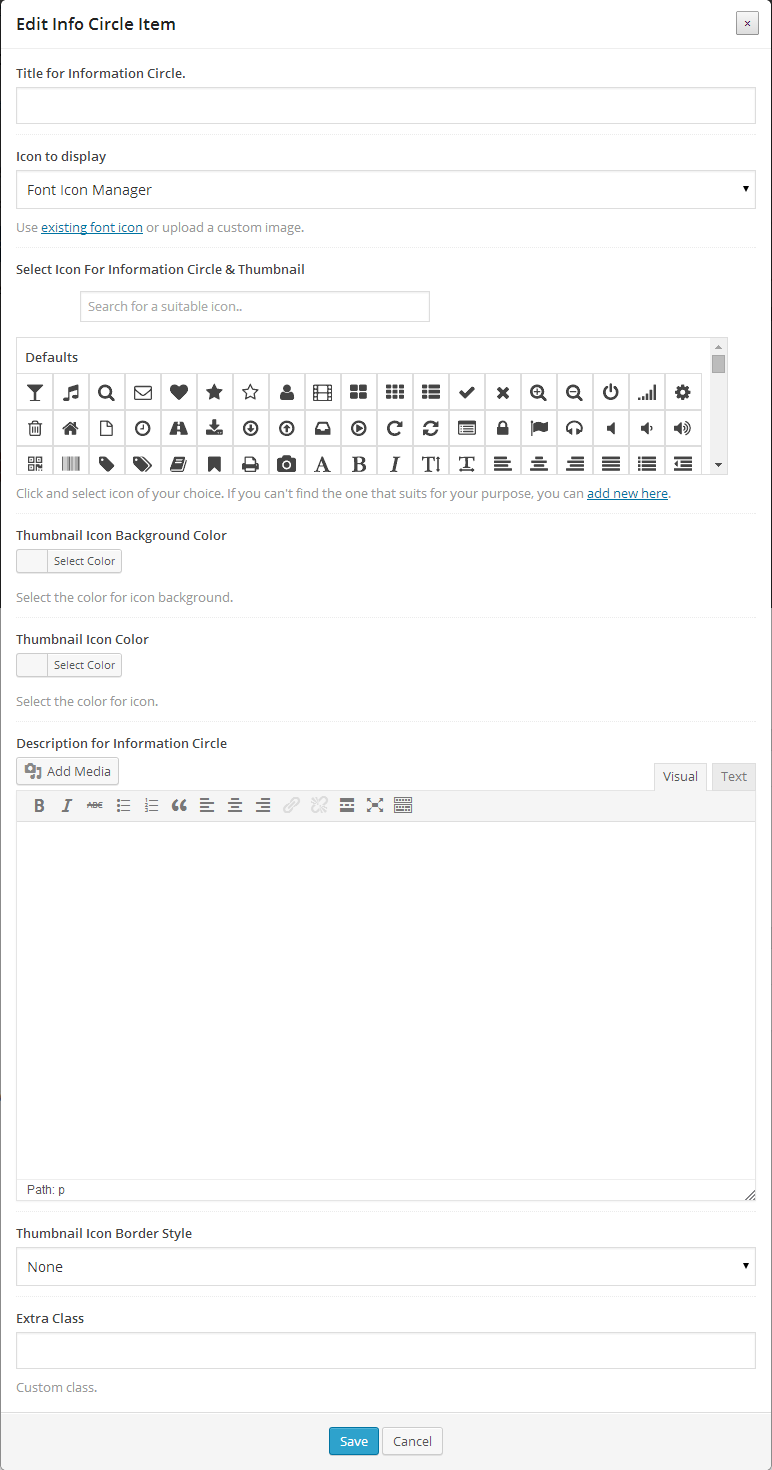 Edit Info Circle Item
×
Title for Information Circle.
Icon to display
Font Icon Manager
Use existing font icon or upload a custom image.
Select Icon For Information Circle & Thumbnail
Search for a suitable icon..
Defaults
Click and select icon of your choice. If you can't find the one that suits for your purpose, you can add new here.
Thumbnail Icon Background Color
Select Color
Select the color for icon background.
Thumbnail Icon Color
Select Color
Select the color for icon.
Description for Information Circle
Add Media
Visual Text
B I ABC
Path: p
Thumbnail Icon Border Style
None
Extra Class
Custom class.
Save Cancel